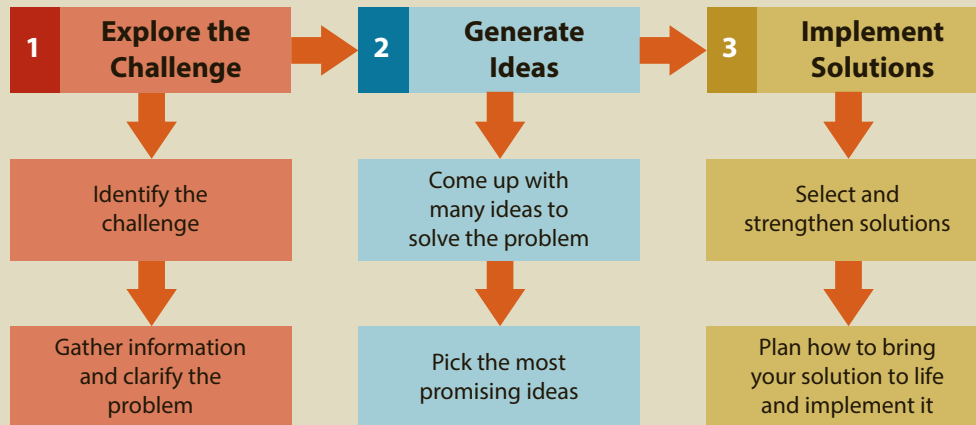 1
Explore the
Challenge
2
Generate
Ideas
3
Implement
Solutions
Identify the
challenge
Come up with
many ideas to
solve the problem
Select and
strengthen solutions
Gather information
and clarify the
problem
Pick the most
promising ideas
Plan how to bring
your solution to life
and implement it